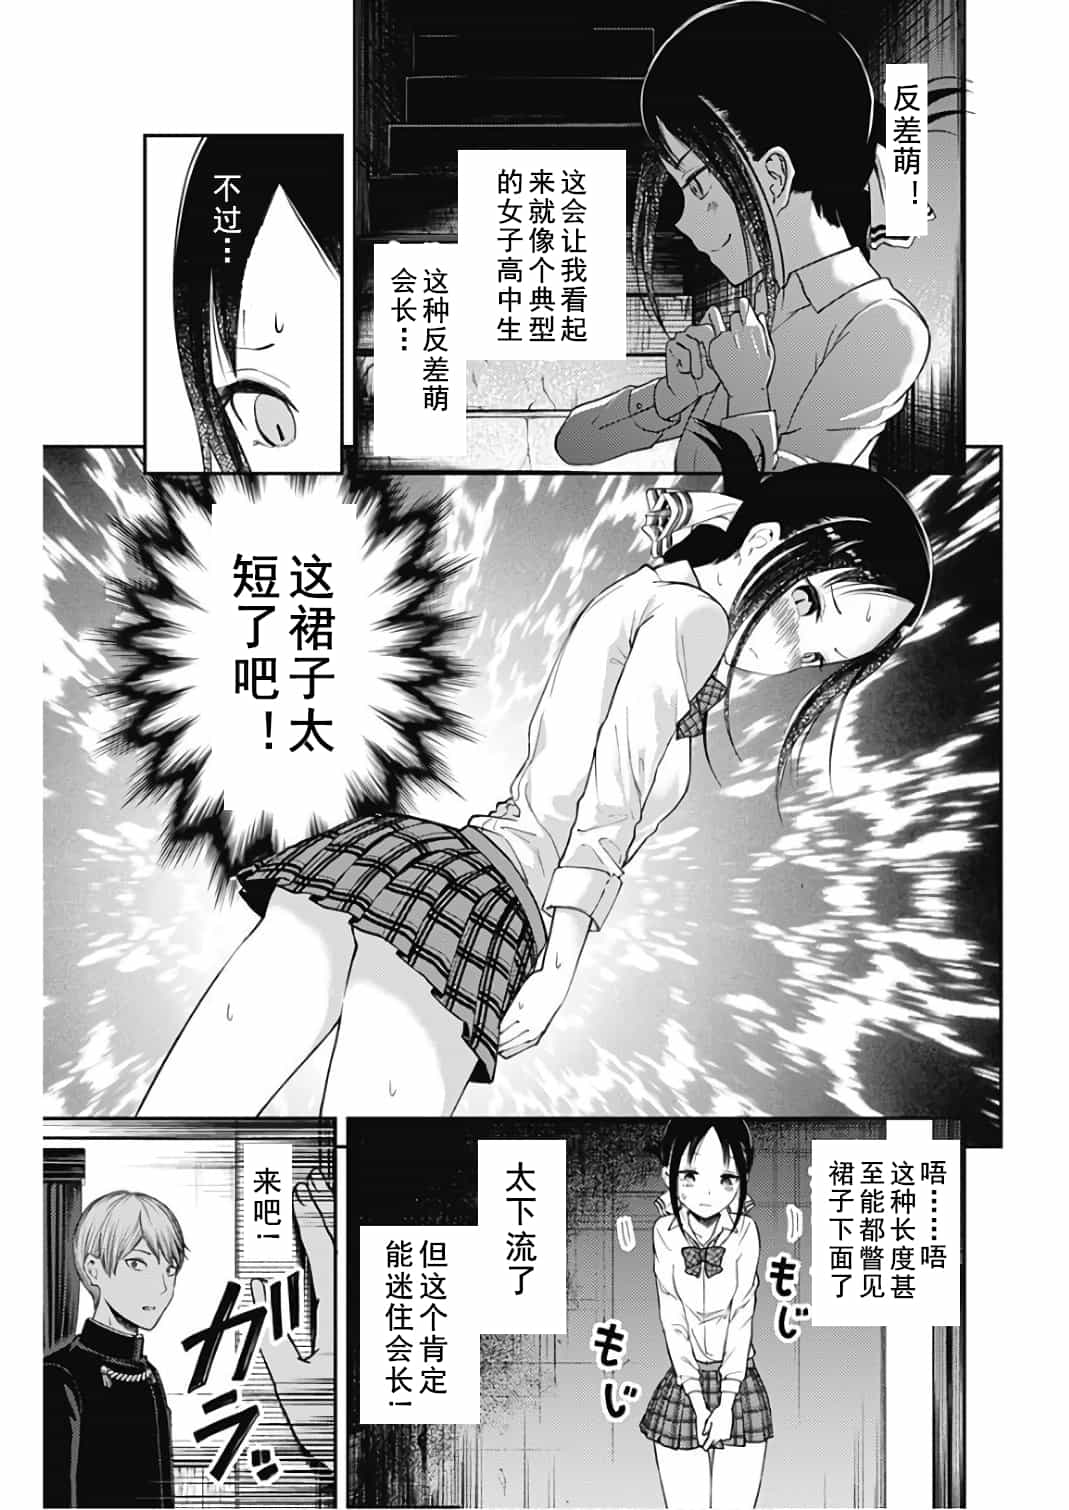 反差萌！
这会让我看起
来就像个典型
的女子高中生
这种反差萌
会长…
不过…
这裙子太
短了吧！
唔……唔
这种长度甚
至能都瞥见
裙子下面了
もじ
もじ
太下流了
但这个肯定
能迷住会长！
来吧！
ガラッ